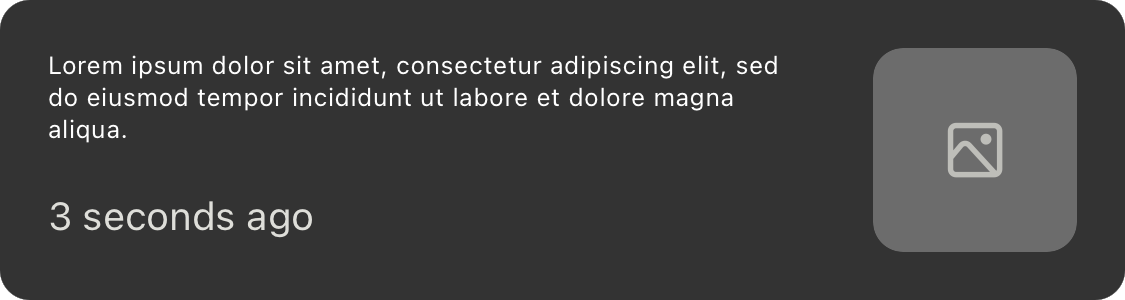 Lorem ipsum dolor sit amet, consectetur adipiscing elit, sed
do eiusmod tempor incididunt ut labore et dolore magna
aliqua.
3 seconds ago